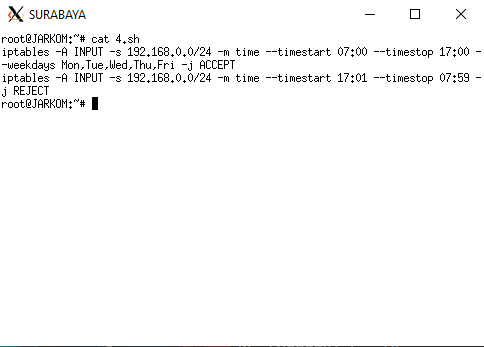 SURABAYA
root@JARKOM:~# cat 4.sh
iptables -A INPUT -s 192.168.0.0/24 -m time --timestart 07:00 --timestop 17:00 -
-weekdays Mon,Tue,Wed,Thu,Fri -j ACCEPT
iptables -A INPUT -s 192.168.0.0/24 -m time --timestart 17:01 --timestop 07:59 -
j REJECT
root@JARKOM:~#